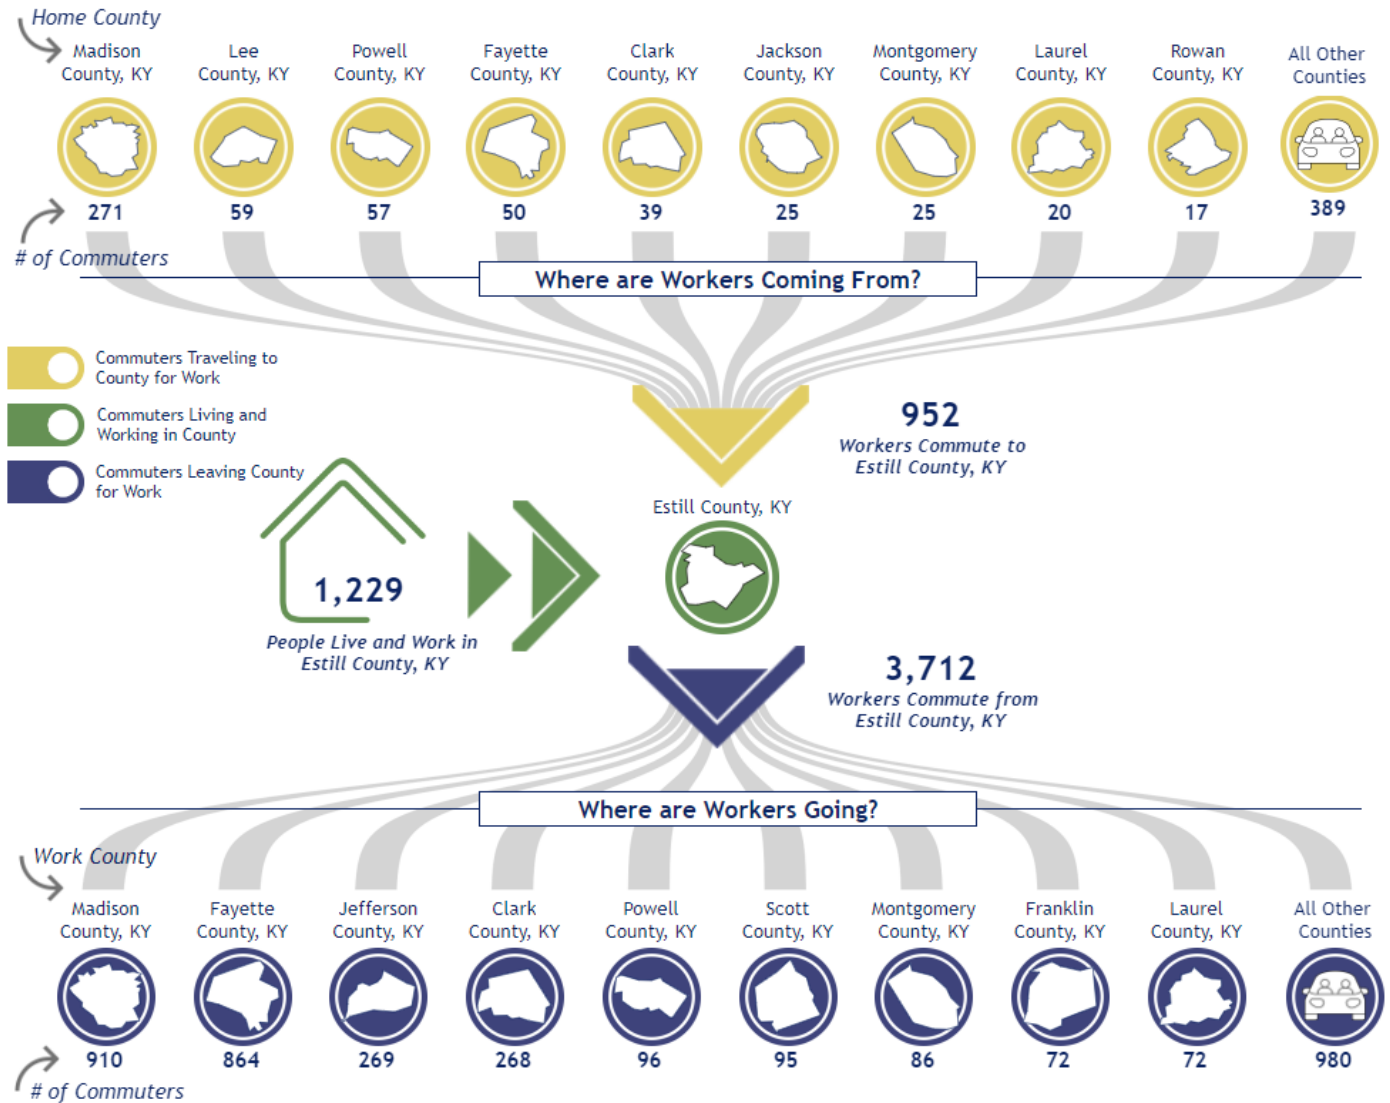 Home County
Madison
County, KY
Lee
County, KY
Powell
County, KY
Fayette
County, KY
Clark
County, KY
Jackson
County, KY
Montgomery
County, KY
Laurel
County, KY
Rowan
County, KY
All Other
Counties
271
59
57
50
39
25
25
20
17
389
# of Commuters
Where are Workers Coming From?
Commuters Traveling to
County for Work
Commuters Living and
Working in County
Commuters Leaving County
for Work
952
Workers Commute to
Estill County, KY
Estill County, KY
1,229
People Live and Work in
Estill County, KY
3,712
Workers Commute from
Estill County, KY
Where are Workers Going?
Work County
Madison
County, KY
Fayette
County, KY
Jefferson
County, KY
Clark
County, KY
Powell
County, KY
Scott
County, KY
Montgomery
County, KY
Franklin
County, KY
Laurel
County, KY
All Other
Counties
910
864
269
268
96
95
86
72
72
980
# of Commuters